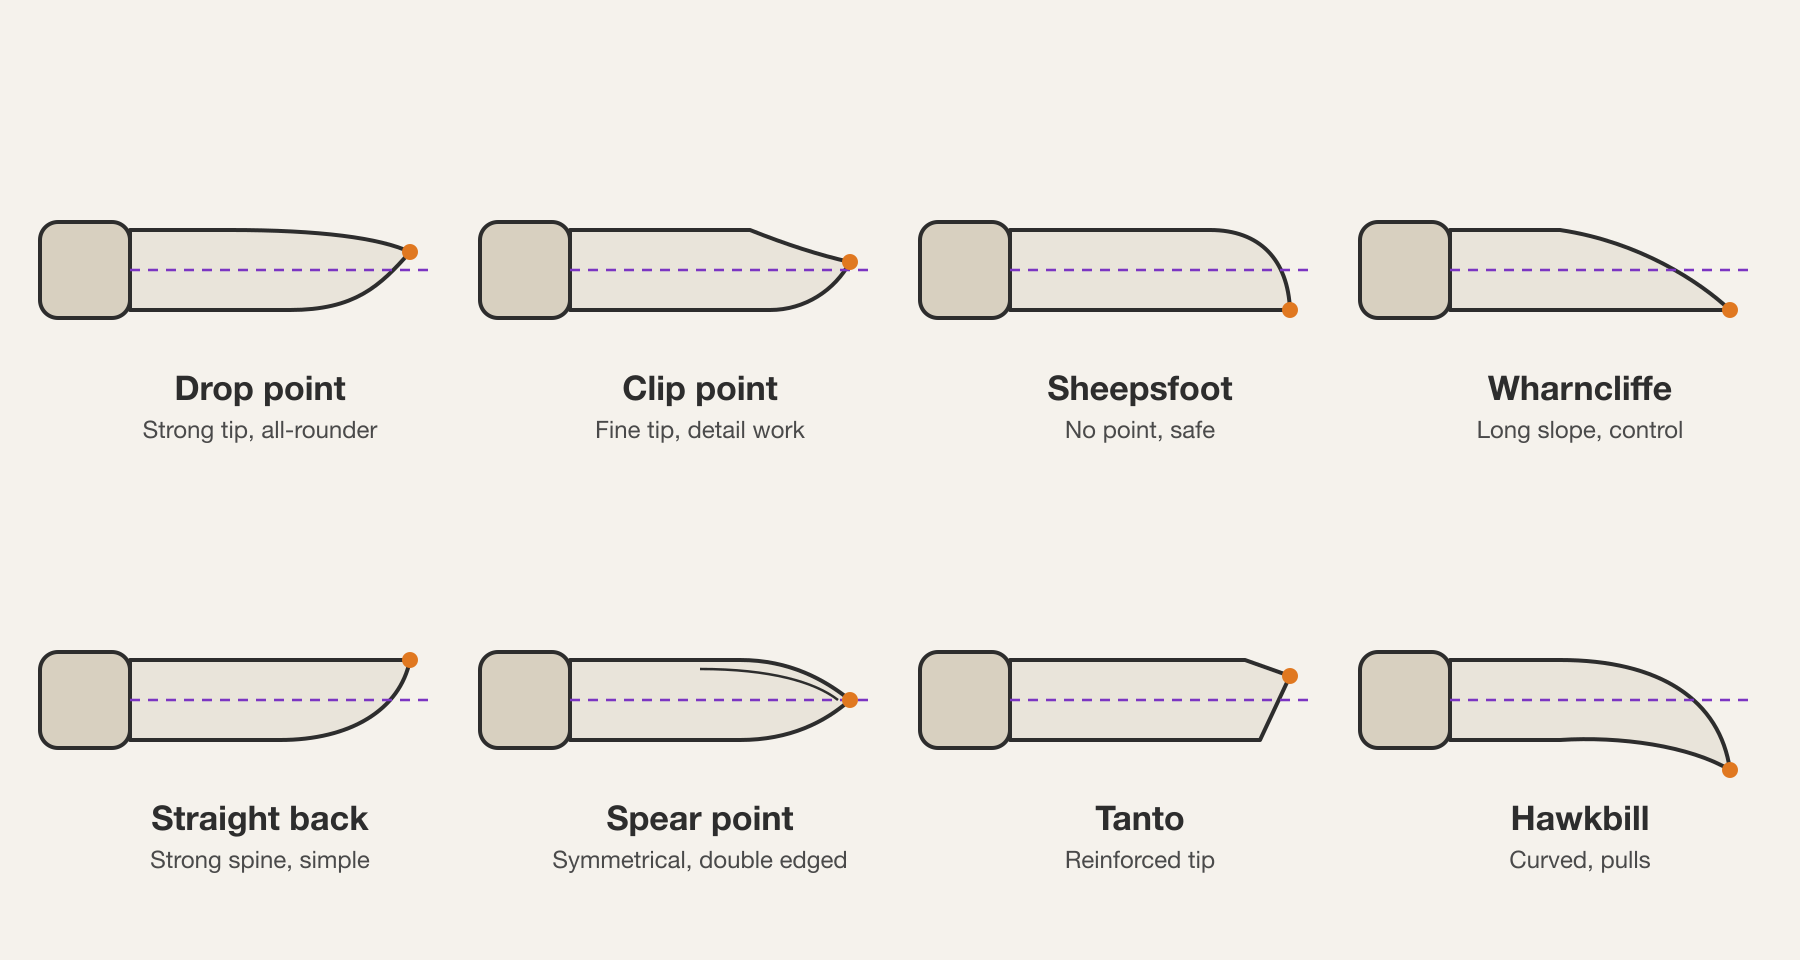 Drop point
Strong tip, all-rounder
Clip point
Fine tip, detail work
Sheepsfoot
No point, safe
Wharncliffe
Long slope, control
Straight back
Strong spine, simple
Spear point
Symmetrical, double edged
Tanto
Reinforced tip
Hawkbill
Curved, pulls